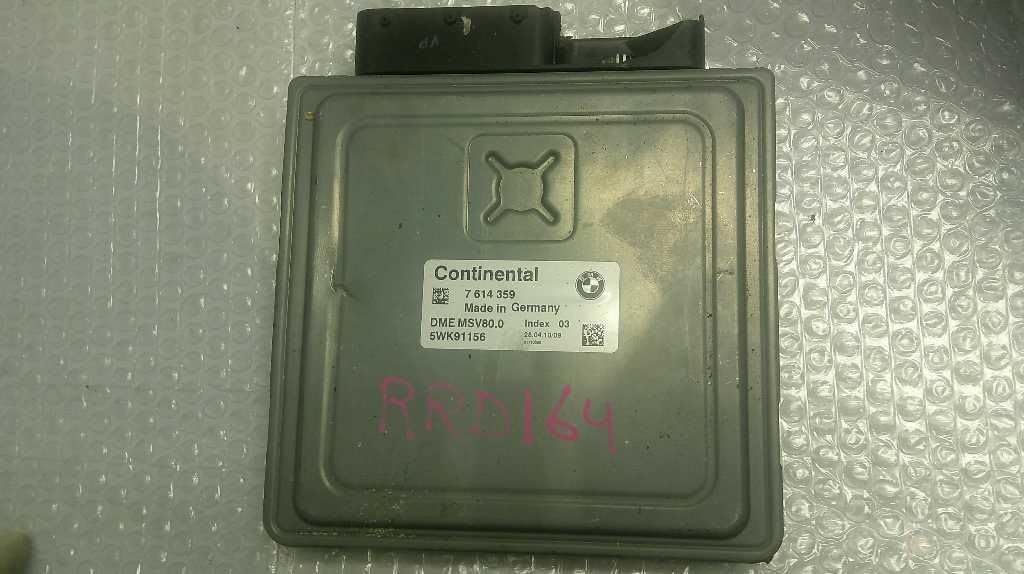 Continental
7 614 359
Made in Germany
DME MSV80.0 Index 03
5WK91156
RRD164